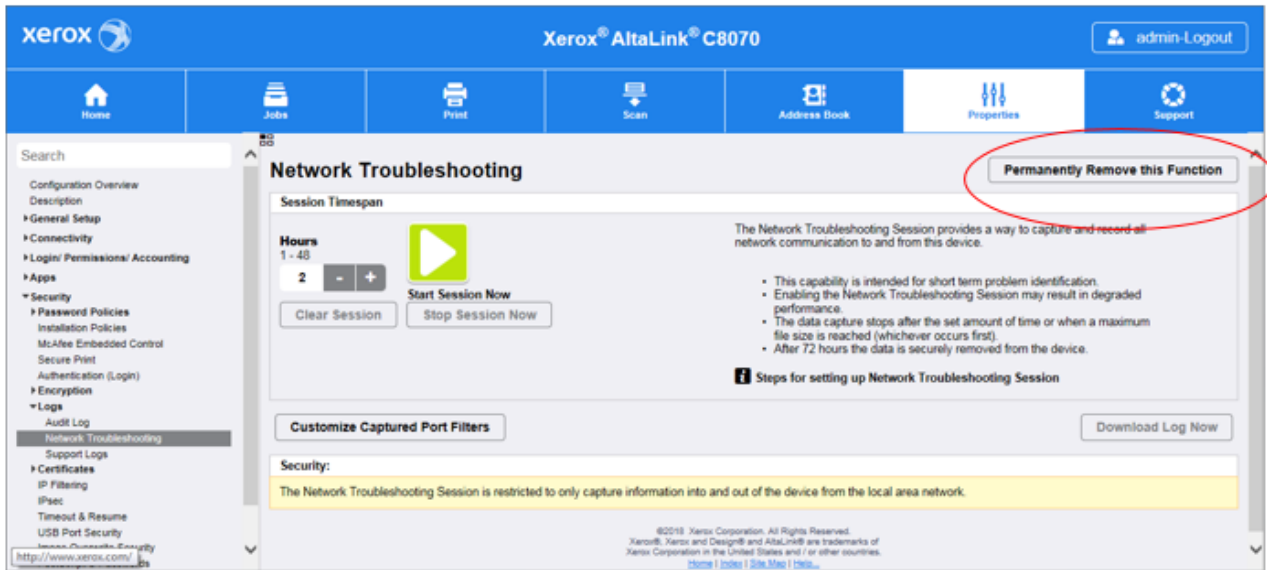 xerox
Xerox® AltaLink® C8070
admin-Logout
Home
Jobs
Print
Scan
Address Book
Properties
Support
Search
Configuration Overview
Description
General Setup
Connectivity
Login/ Permissions/ Accounting
Apps
Security
Password Policies
Installation Policies
McAfee Embedded Control
Secure Print
Authentication (Login)
Encryption
Logs
Audit Log
Network Troubleshooting
Support Logs
Certificates
IP Filtering
IPsec
Timeout & Resume
USB Port Security
http://www.xerox.com/
Network Troubleshooting
Permanently Remove this Function
Session Timespan
Hours
1 - 48
2
-
+
Start Session Now
Clear Session
Stop Session Now
The Network Troubleshooting Session provides a way to capture and record all
network communication to and from this device.
• This capability is intended for short term problem identification.
• Enabling the Network Troubleshooting Session may result in degraded
performance.
• The data capture stops after the set amount of time or when a maximum
file size is reached (whichever occurs first).
• After 72 hours the data is securely removed from the device.
i Steps for setting up Network Troubleshooting Session
Customize Captured Port Filters
Download Log Now
Security:
The Network Troubleshooting Session is restricted to only capture information into and out of the device from the local area network.
©2018 Xerox Corporation. All Rights Reserved.
Xerox®, Xerox and Design® and AltaLink® are trademarks of
Xerox Corporation in the United States and / or other countries.
Home | Index | Site Map | Help...